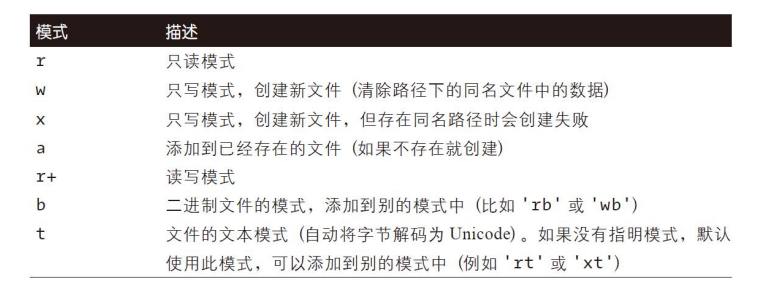 模式 描述
r 只读模式
w 只写模式，创建新文件（清除路径下的同名文件中的数据）
x 只写模式，创建新文件，但存在同名路径时会创建失败
a 添加到已经存在的文件（如果不存在就创建）
r+ 读写模式
b 二进制文件的模式，添加到别的模式中（比如 'rb' 或 'wb'）
t 文件的文本模式（自动将字节解码为 Unicode）。如果没有指明模式，默认
使用此模式，可以添加到别的模式中（例如 'rt' 或 'xt'）